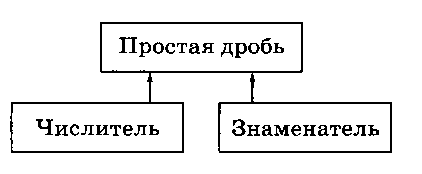 Простая дробь
Числитель
Знаменатель